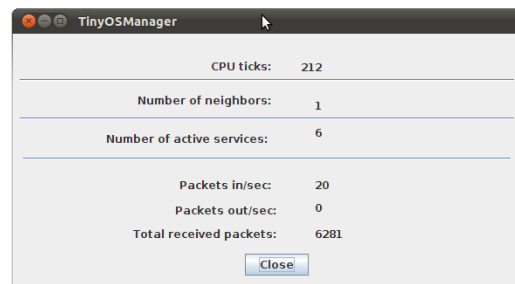 TinyOSManager
CPU ticks: 212
Number of neighbors: 1
Number of active services: 6
Packets in/sec: 20
Packets out/sec: 0
Total received packets: 6281
Close